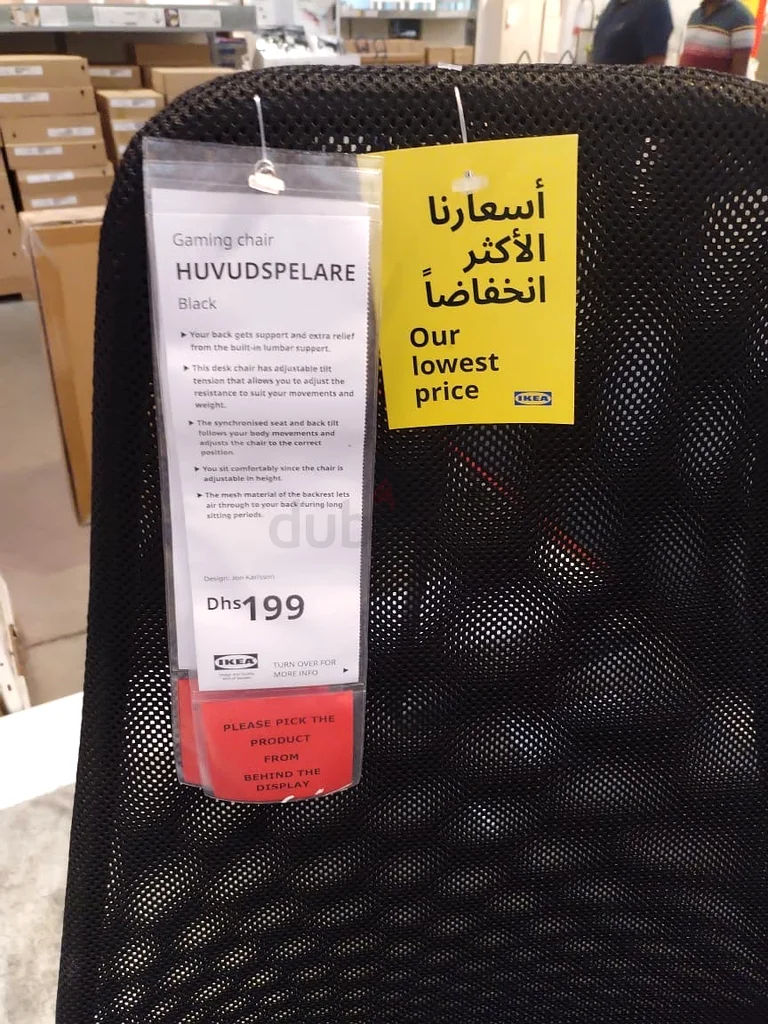 Gaming chair
HUVUDSPELARE
Black
➤ Your back gets support and extra relief
from the built-in lumbar support.
➤ This desk chair has adjustable tilt
tension that allows you to adjust the
resistance to suit your movements and
weight.
➤ The synchronised seat and back tilt
follows your body movements and
adjusts the chair to the correct
position.
➤ You sit comfortably since the chair is
adjustable in height.
➤ The mesh material of the backrest lets
air through to your back during long
sitting periods.
Design: Jon Karlsson
Dhs199
IKEA
TURN OVER FOR
MORE INFO
PLEASE PICK THE
PRODUCT
FROM
BEHIND THE
DISPLAY
أسعارنا
الأكثر
انخفاضاً
Our
lowest
price
IKEA
dub